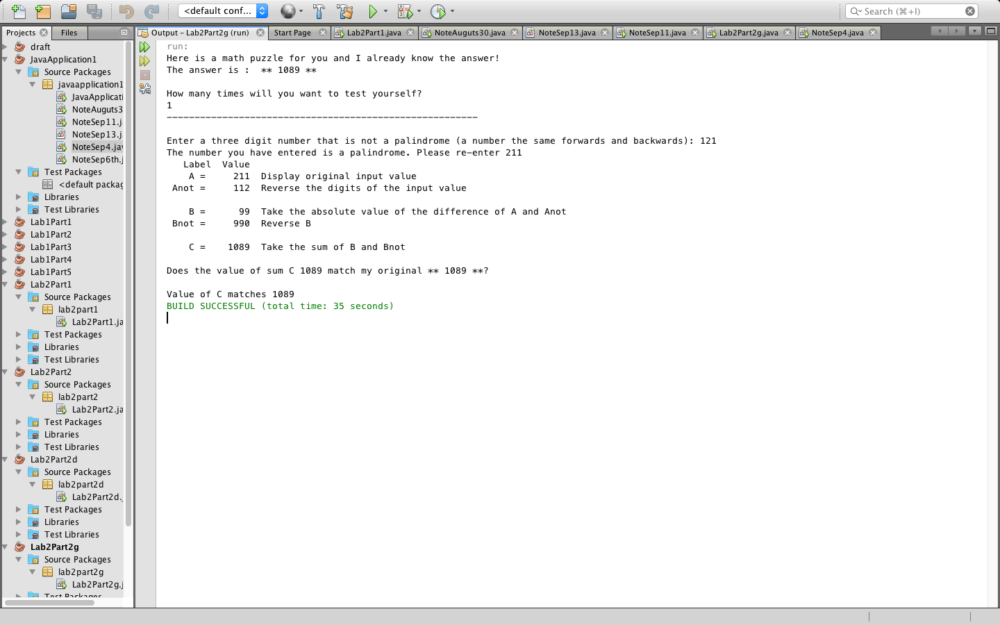 <default conf...
Search (⌘+I)
Projects
Files
Output – Lab2Part2g (run)
Start Page
Lab2Part1.java
NoteAuguts30.java
NoteSep13.java
NoteSep11.java
Lab2Part2g.java
NoteSep4.java
draft
JavaApplication1
Source Packages
javaapplication1
JavaApplicati
NoteAuguts3
NoteSep11.j
NoteSep13.j
NoteSep4.jav
NoteSep6th.j
Test Packages
<default packag
Libraries
Test Libraries
Lab1Part1
Lab1Part2
Lab1Part3
Lab1Part4
Lab1Part5
Lab2Part1
Source Packages
lab2part1
Lab2Part1.ja
Test Packages
Libraries
Test Libraries
Lab2Part2
Source Packages
lab2part2
Lab2Part2.ja
Test Packages
Libraries
Test Libraries
Lab2Part2d
Source Packages
lab2part2d
Lab2Part2d.
Test Packages
Libraries
Test Libraries
Lab2Part2g
Source Packages
lab2part2g
Lab2Part2g.j
Test Packages
run:
Here is a math puzzle for you and I already know the answer!
The answer is :  ** 1089 **
How many times will you want to test yourself?
1
--------------------------------------------------------
Enter a three digit number that is not a palindrome (a number the same forwards and backwards): 121
The number you have entered is a palindrome. Please re-enter 211
Label  Value
A =     211  Display original input value
Anot =     112  Reverse the digits of the input value
B =      99  Take the absolute value of the difference of A and Anot
Bnot =     990  Reverse B
C =    1089  Take the sum of B and Bnot
Does the value of sum C 1089 match my original ** 1089 **?
Value of C matches 1089
BUILD SUCCESSFUL (total time: 35 seconds)